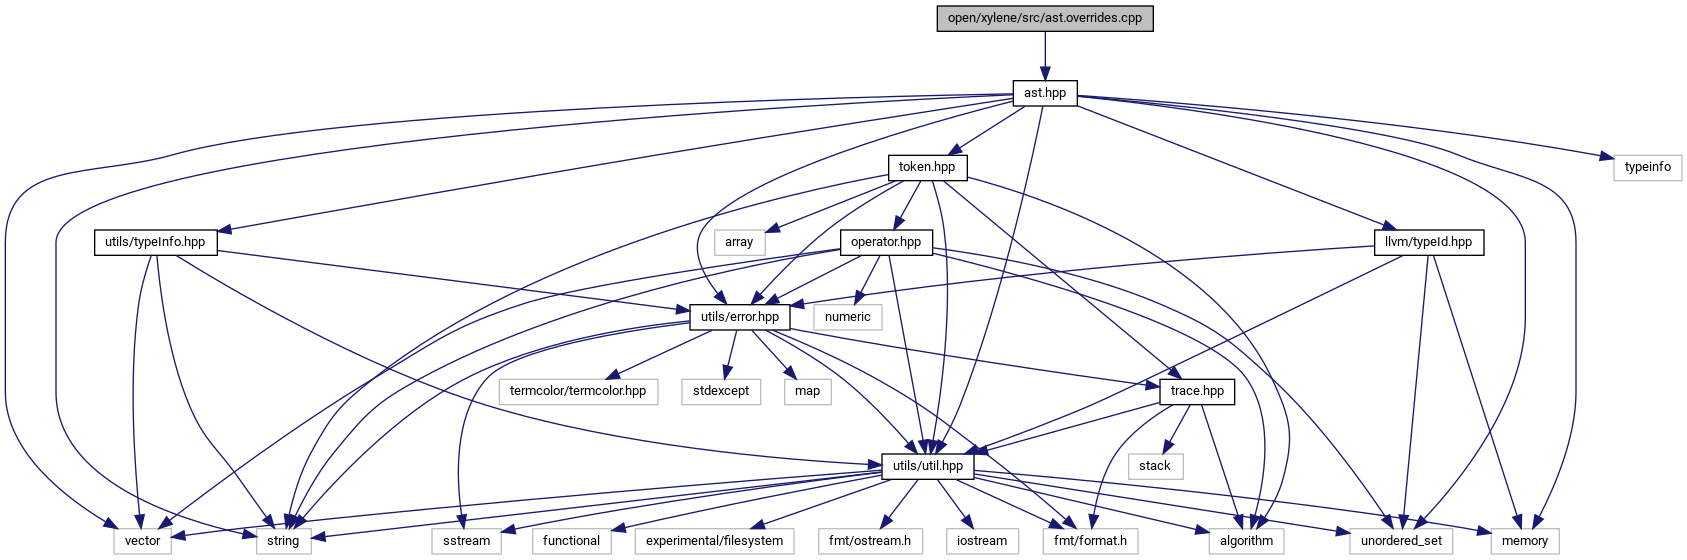 open/xylene/src/ast.overrides.cpp
ast.hpp
token.hpp
typeinfo
utils/typeInfo.hpp
array
operator.hpp
llvm/typeId.hpp
utils/error.hpp
numeric
termcolor/termcolor.hpp
stdexcept
map
trace.hpp
utils/util.hpp
stack
vector
string
sstream
functional
experimental/filesystem
fmt/ostream.h
iostream
fmt/format.h
algorithm
unordered_set
memory